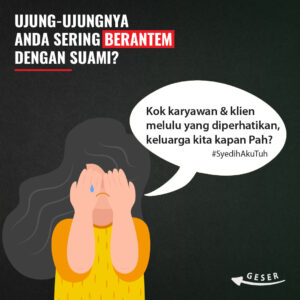 UJUNG-UJUNGNYA
ANDA SERING BERANTEM
DENGAN SUAMI?
Kok karyawan & klien
melulu yang diperhatikan,
keluarga kita kapan Pah?
#SyedihAkuTuh
GESER